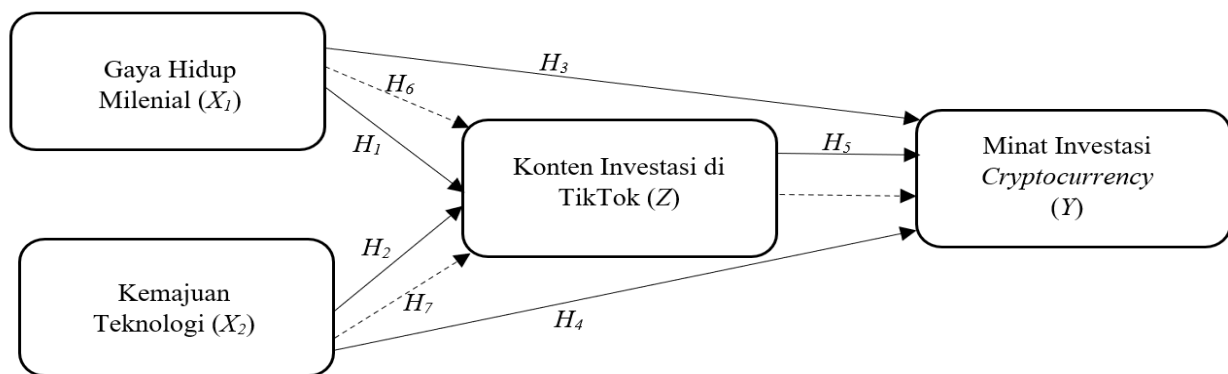 Gaya Hidup
Milenial (X₁)
H₃
H₆
H₁
Konten Investasi di
TikTok (Z)
H₅
Minat Investasi
Cryptocurrency
(Y)
H₂
H₇
H₄
Kemajuan
Teknologi (X₂)